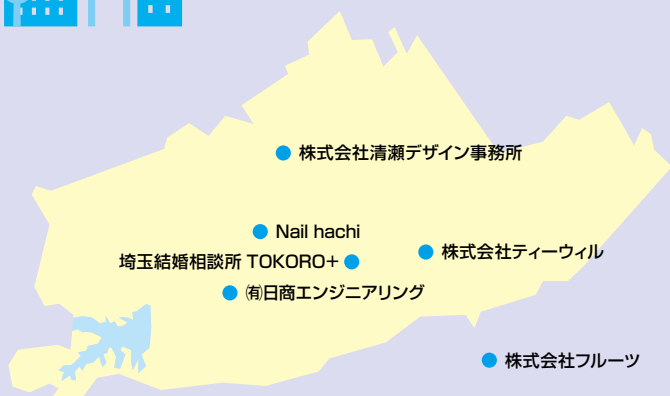 株式会社清瀬デザイン事務所
Nail hachi
株式会社ティーウィル
埼玉結婚相談所 TOKORO+
㈲日商エンジニアリング
株式会社フルーツ